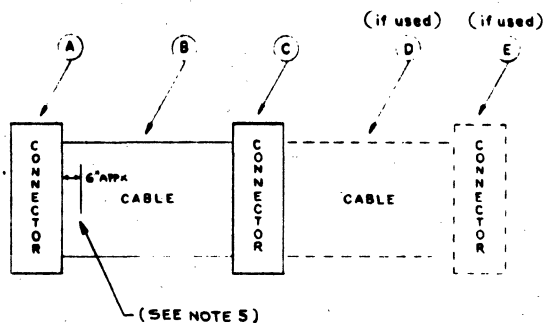 (if used) (if used)
A B C D E
CONNECTOR
6" APPX
CABLE
CONNECTOR
CABLE
CONNECTOR
(SEE NOTE 5)